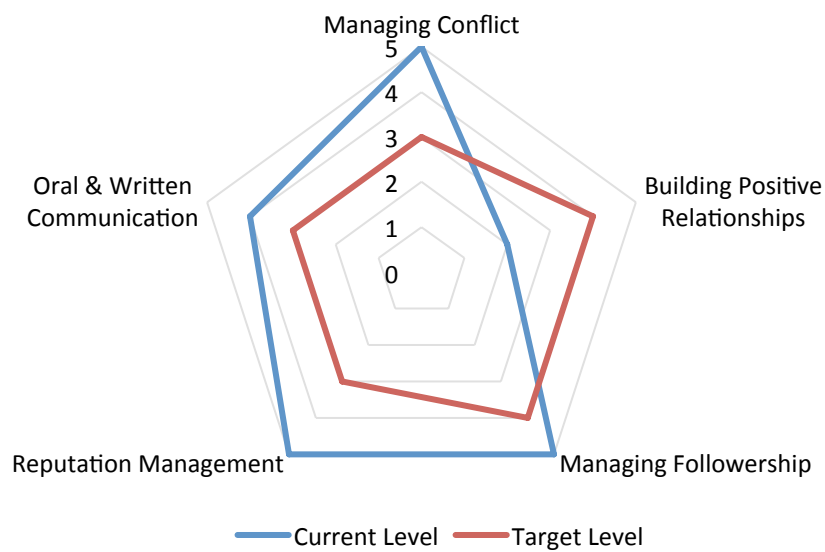 Managing Conflict
5
4
3
2
1
0
Oral & Written
Communication
Building Positive
Relationships
Reputation Management
Managing Followership
Current Level
Target Level